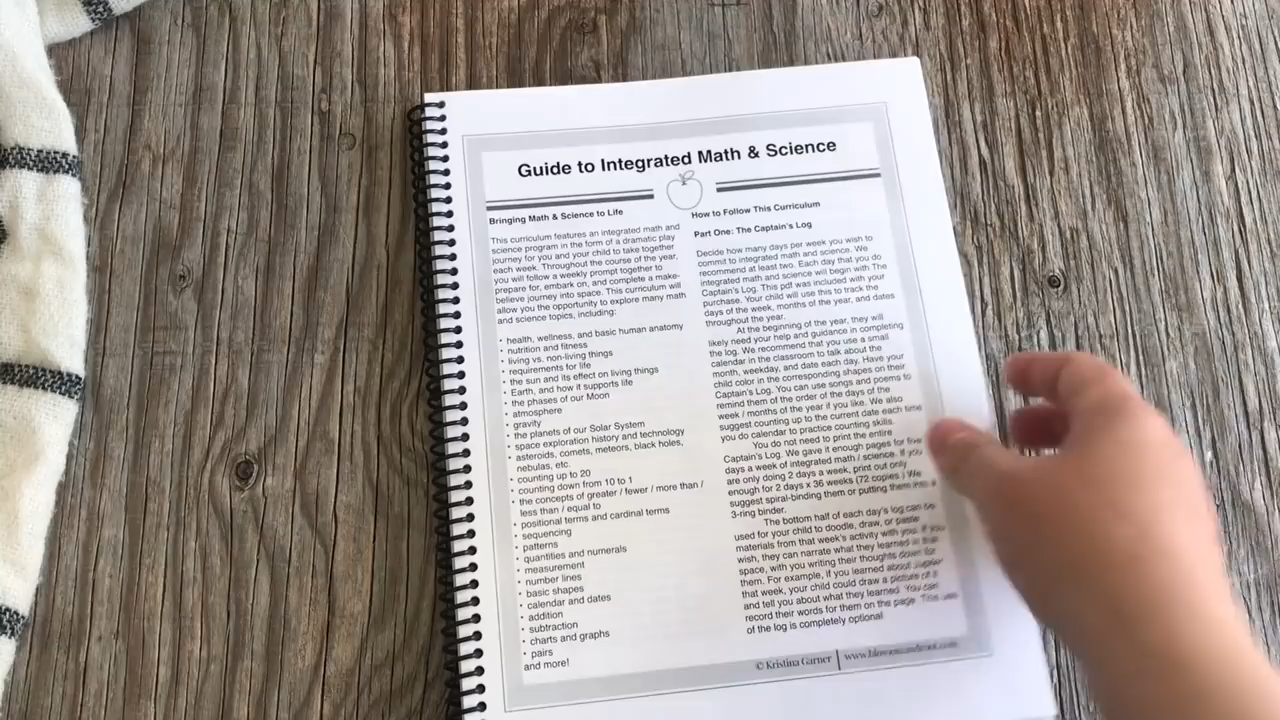 Guide to Integrated Math & Science
Bringing Math & Science to Life
This curriculum features an integrated math and
science program in the form of a dramatic play
journey for you and your child to take together
each week. Throughout the course of the year,
you will follow a weekly prompt together to
prepare for, embark on, and complete a make-
believe journey into space. This curriculum will
allow you the opportunity to explore many math
and science topics, including:
• health, wellness, and basic human anatomy
• nutrition and fitness
• living vs. non-living things
• requirements for life
• the sun and its effect on living things
• Earth, and how it supports life
• the phases of our Moon
• atmosphere
• gravity
• the planets of our Solar System
• space exploration history and technology
• asteroids, comets, meteors, black holes,
nebulas, etc.
• counting up to 20
• counting down from 10 to 1
• the concepts of greater / fewer / more than /
less than / equal to
• positional terms and cardinal terms
• sequencing
• patterns
• quantities and numerals
• measurement
• number lines
• basic shapes
• calendar and dates
• addition
• subtraction
• charts and graphs
• pairs
and more!
How to Follow This Curriculum
Part One: The Captain's Log
Decide how many days per week you wish to
commit to integrated math and science. We
recommend at least two. Each day that you do
integrated math and science will begin with The
Captain's Log. This pdf was included with your
purchase. Your child will use this to track the
days of the week, months of the year, and dates
throughout the year.
At the beginning of the year, they will
likely need your help and guidance in completing
the log. We recommend that you use a small
calendar in the classroom to talk about the
month, weekday, and date each day. Have your
child color in the corresponding shapes on their
Captain's Log. You can use songs and poems to
remind them of the order of the days of the
week / months of the year if you like. We also
suggest counting up to the current date each time
you do calendar to practice counting skills.
You do not need to print the entire
Captain's Log. We gave it enough pages for five
days a week of integrated math / science. If you
are only doing 2 days a week, print out only
enough for 2 days x 36 weeks (72 copies.) We
suggest spiral-binding them or putting them into a
3-ring binder.
The bottom half of each day's log can be
used for your child to doodle, draw, or paste
materials from that week's activity with you. If you
wish, they can narrate what they learned in that
space, with you writing their thoughts down for
them. For example, if you learned about Jupiter
that week, your child could draw a picture of it
and tell you about what they learned. You can
record their words for them on the page. This use
of the log is completely optional.
© Kristina Garner | www.blossomandroot.com